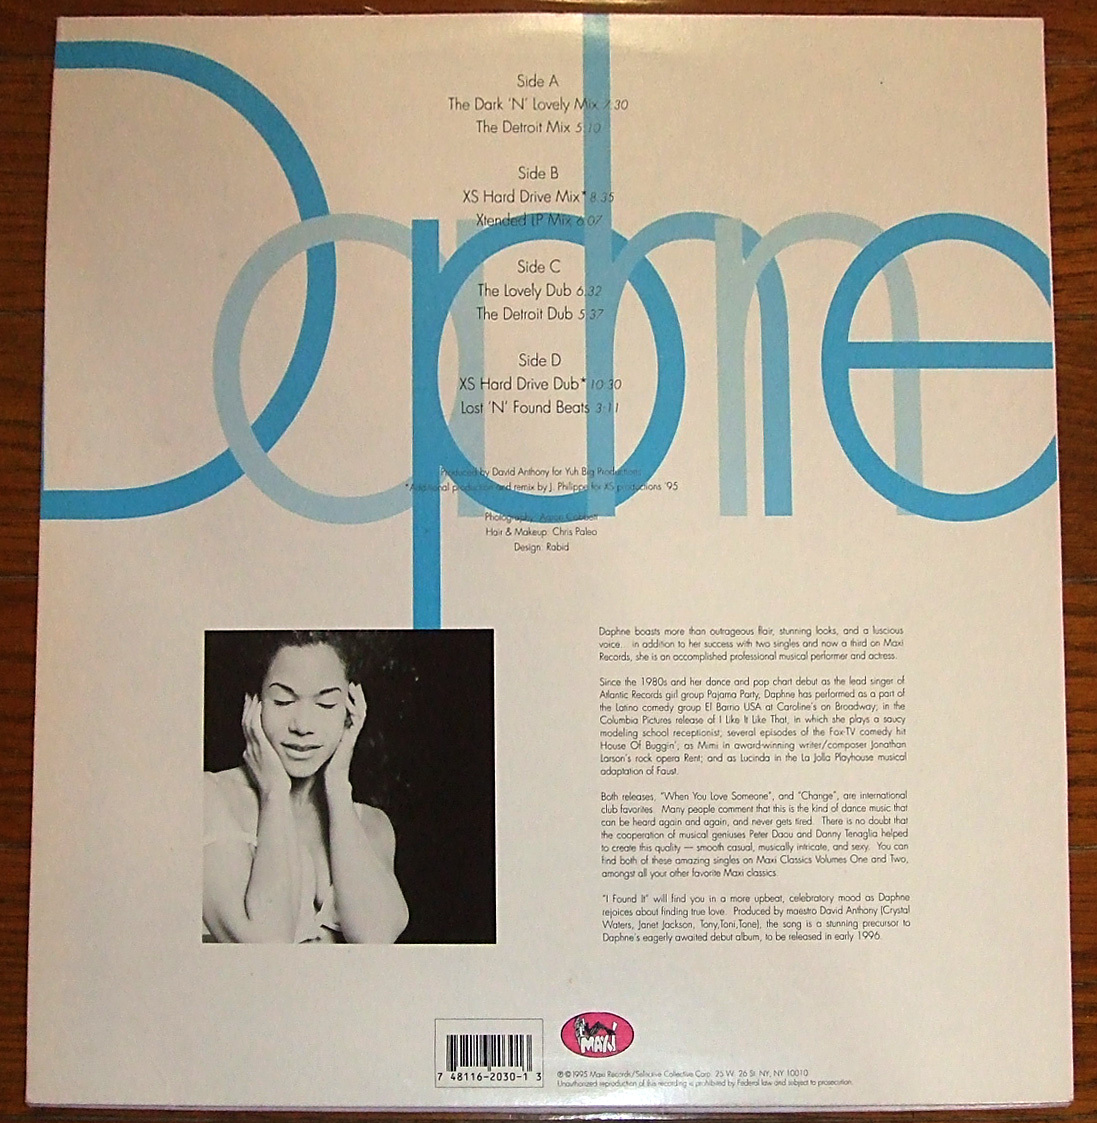 Daphne
Side A
The Dark 'N' Lovely Mix 7:30
The Detroit Mix 5:10
Side B
XS Hard Drive Mix* 8:35
Xtended LP Mix 6:07
Side C
The Lovely Dub 6:32
The Detroit Dub 5:37
Side D
XS Hard Drive Dub* 10:30
Lost 'N' Found Beats 3:11
Produced by David Anthony for Yuh Big Productions
*Additional production and remix by J. Philippe for XS productions '95
Photography:
Hair & Makeup: Chris Paleo
Design: Rabid
Daphne boasts more than outrageous flair, stunning looks, and a luscious
voice... in addition to her success with two singles and now a third on Maxi
Records, she is an accomplished professional musical performer and actress.
Since the 1980s and her dance and pop chart debut as the lead singer of
Atlantic Records girl group Pajama Party, Daphne has performed as a part of
the Latino comedy group El Barrio USA at Caroline's on Broadway; in the
Columbia Pictures release of I Like It Like That, in which she plays a saucy
modeling school receptionist; several episodes of the Fox-TV comedy hit
House Of Buggin'; as Mimi in award-winning writer/composer Jonathan
Larson's rock opera Rent; and as Lucinda in the La Jolla Playhouse musical
adaptation of Faust.
Both releases, "When You Love Someone", and "Change", are international
club favorites. Many people comment that this is the kind of dance music that
can be heard again and again, and never gets tired. There is no doubt that
the cooperation of musical geniuses Peter Daou and Danny Tenaglia helped
to create this quality — smooth casual, musically intricate, and sexy. You can
find both of these amazing singles on Maxi Classics Volumes One and Two,
amongst all your other favorite Maxi classics.
"I Found It" will find you in a more upbeat, celebratory mood as Daphne
rejoices about finding true love. Produced by maestro David Anthony (Crystal
Waters, Janet Jackson, Tony,Toni,Tone), the song is a stunning precursor to
Daphne's eagerly awaited debut album, to be released in early 1996.
MAXI
7 48116-2030-1 3
℗©1995 Maxi Records/Selective Collective Corp. 25 W. 26 St. NY, NY 10010
Unauthorized reproduction of this recording is prohibited by Federal law and subject to prosecution.